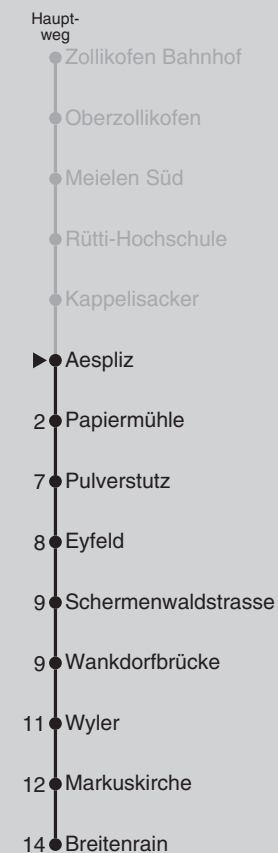 Haupt-
weg
Zollikofen Bahnhof
Oberzollikofen
Meielen Süd
Rütti-Hochschule
Kappelisacker
Aespliz
2 Papiermühle
7 Pulverstutz
8 Eyfeld
9 Schermenwaldstrasse
9 Wankdorfbrücke
11 Wyler
12 Markuskirche
14 Breitenrain